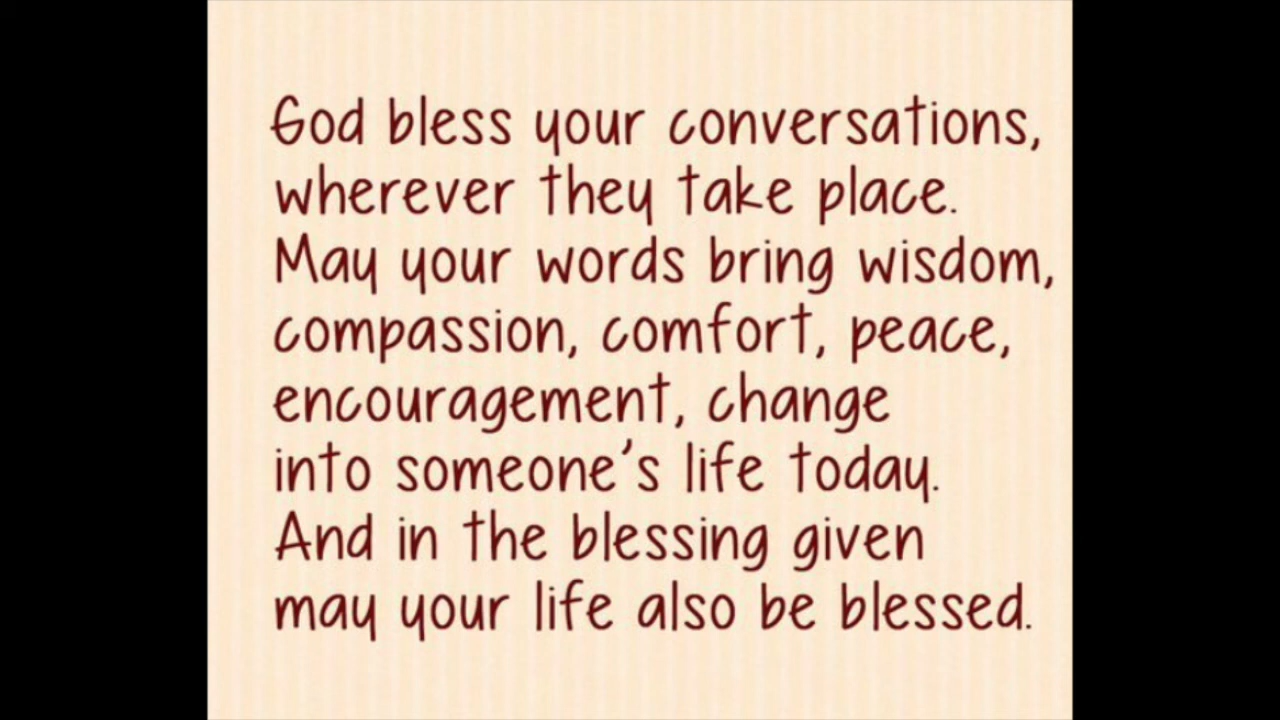 God bless your conversations,
wherever they take place.
May your words bring wisdom,
compassion, comfort, peace,
encouragement, change
into someone's life today.
And in the blessing given
may your life also be blessed.